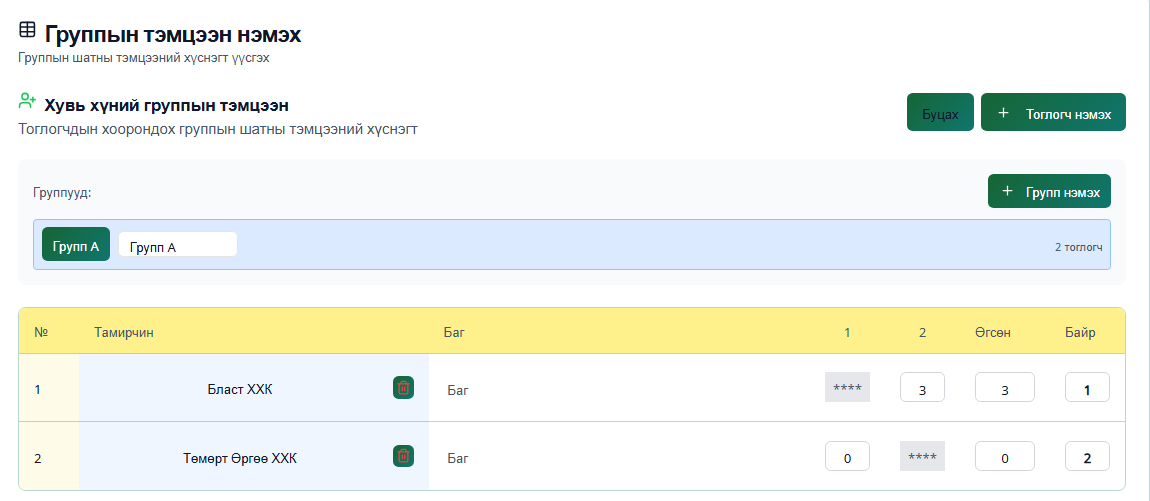 Группын тэмцээн нэмэх
Группын шатны тэмцээний хүснэгт үүсгэх
Хувь хүний группын тэмцээн
Тоглогчдын хоорондох группын шатны тэмцээний хүснэгт
Буцах
+ Тоглогч нэмэх
Группууд:
+ Групп нэмэх
Групп А Групп А 2 тоглогч
№ Тамирчин Баг 1 2 Өгсөн Байр
1 Бласт ХХК Баг **** 3 3 1
2 Төмөрт Өргөө ХХК Баг 0 **** 0 2